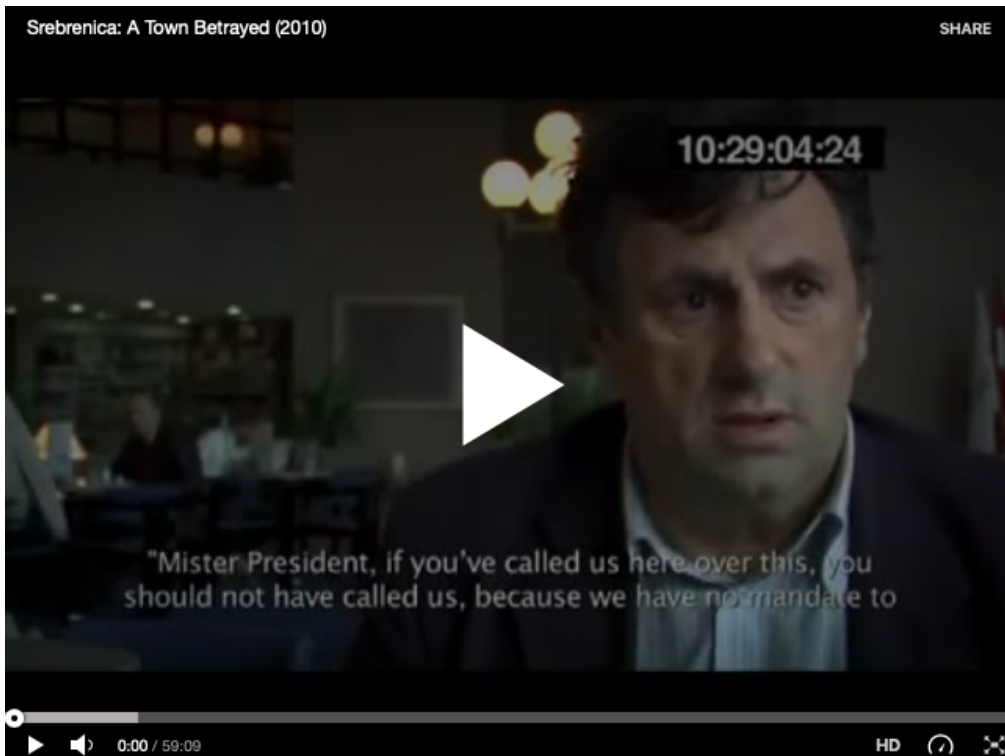 Srebrenica: A Town Betrayed (2010)
SHARE
10:29:04:24
"Mister President, if you've called us here over this, you
should not have called us, because we have no mandate to
0:00 / 59:09
HD